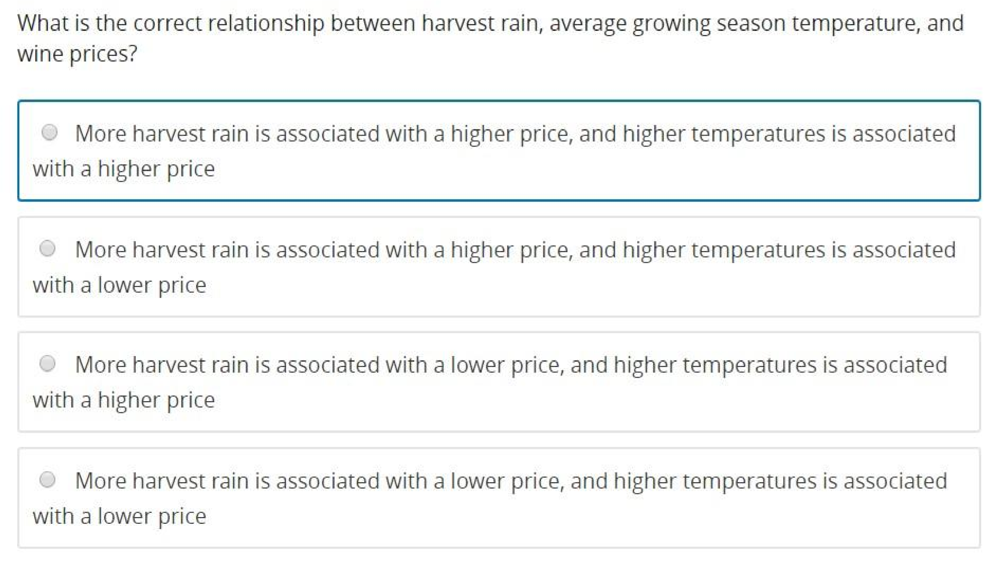 What is the correct relationship between harvest rain, average growing season temperature, and
wine prices?
More harvest rain is associated with a higher price, and higher temperatures is associated
with a higher price
More harvest rain is associated with a higher price, and higher temperatures is associated
with a lower price
More harvest rain is associated with a lower price, and higher temperatures is associated
with a higher price
More harvest rain is associated with a lower price, and higher temperatures is associated
with a lower price